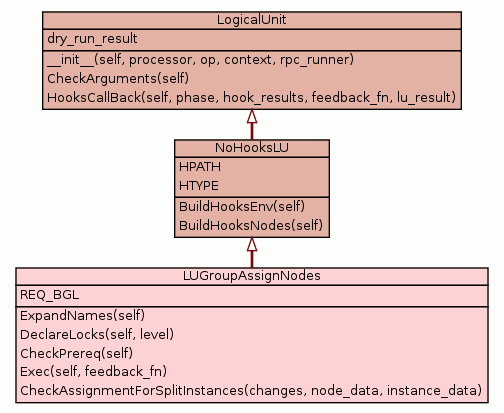 LogicalUnit
dry_run_result
__init__(self, processor, op, context, rpc_runner)
CheckArguments(self)
HooksCallBack(self, phase, hook_results, feedback_fn, lu_result)
NoHooksLU
HPATH
HTYPE
BuildHooksEnv(self)
BuildHooksNodes(self)
LUGroupAssignNodes
REQ_BGL
ExpandNames(self)
DeclareLocks(self, level)
CheckPrereq(self)
Exec(self, feedback_fn)
CheckAssignmentForSplitInstances(changes, node_data, instance_data)